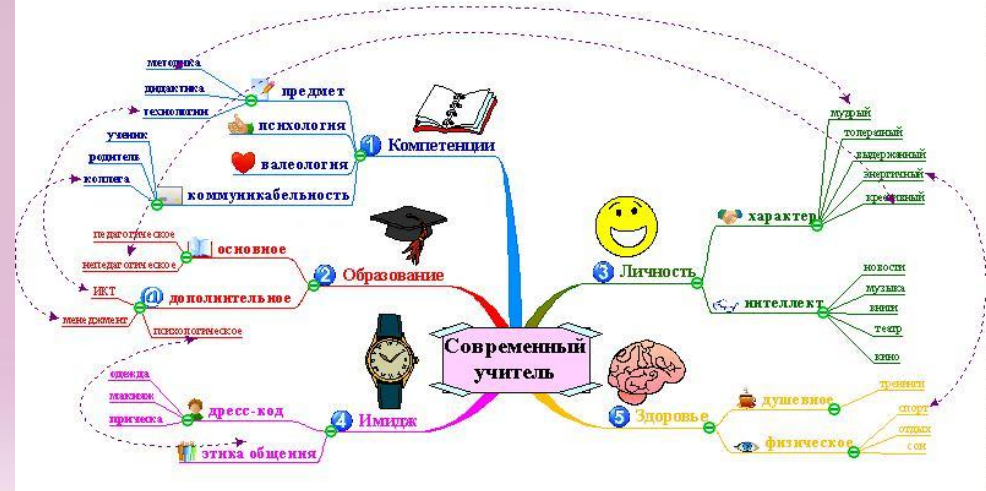 Современный
учитель
1 Компетенции
предмет
методика
дидактика
технологии
психология
валеология
коммуникабельность
ученик
родитель
коллега
2 Образование
основное
педагогическое
непедагогическое
дополнительное
ИКТ
менеджмент
психологическое
3 Личность
характер
мудрый
толераный
выдержанный
энергичный
креативный
интеллект
новости
музыка
книги
театр
кино
4 Имидж
дресс-код
одежда
макияж
прическа
этика общения
5 Здоровье
душевное
тренинги
физическое
спорт
отдых
сон